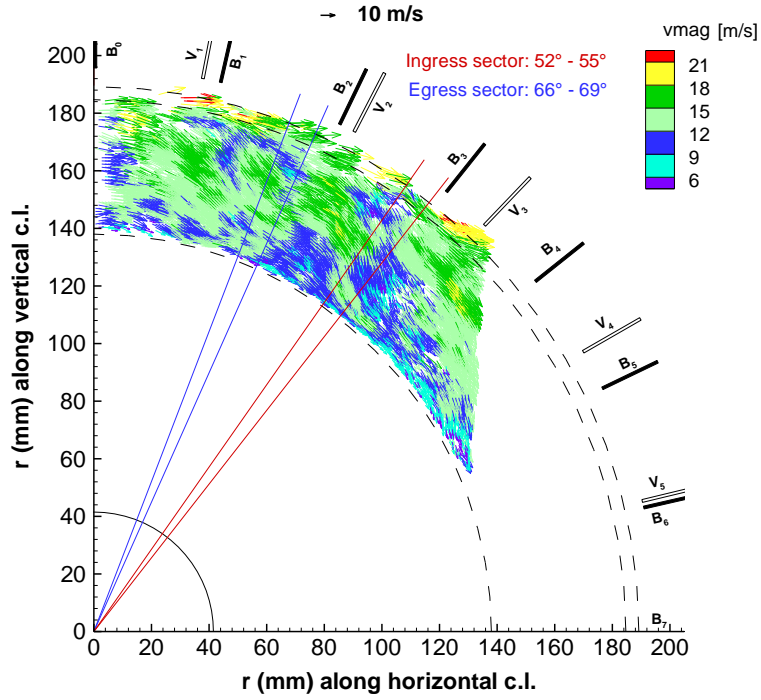 10 m/s
vmag [m/s]
Ingress sector: 52° - 55°
Egress sector: 66° - 69°
21
18
15
12
9
6
B₀
V₁
B₁
B₂
V₂
B₃
V₃
B₄
V₄
B₅
V₅
B₆
B₇
r (mm) along vertical c.l.
200
180
160
140
120
100
80
60
40
20
0
0 20 40 60 80 100 120 140 160 180 200
r (mm) along horizontal c.l.